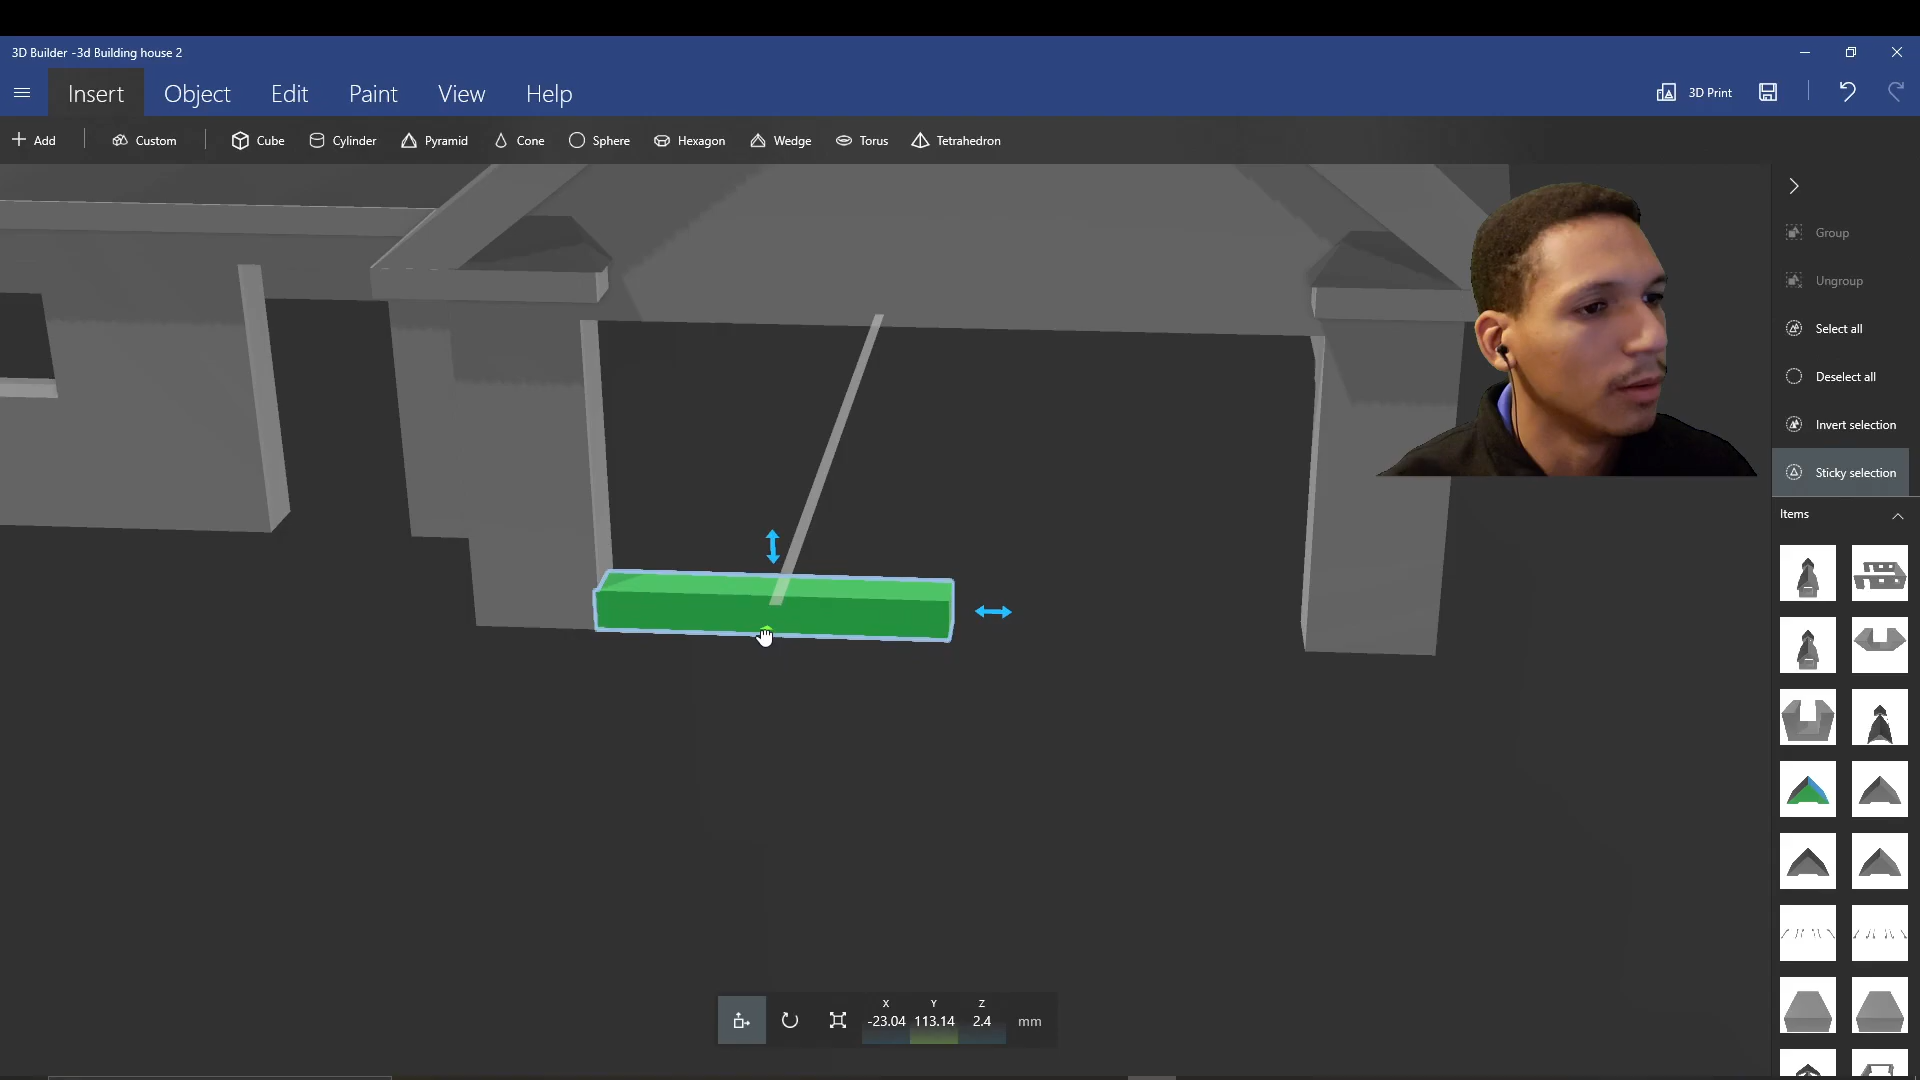 3D Builder -3d Building house 2
Insert Object Edit Paint View Help
3D Print
Add Custom Cube Cylinder Pyramid Cone Sphere Hexagon Wedge Torus Tetrahedron
Group
Ungroup
Select all
Deselect all
Invert selection
Sticky selection
Items
X Y Z
-23.04 113.14 2.4 mm